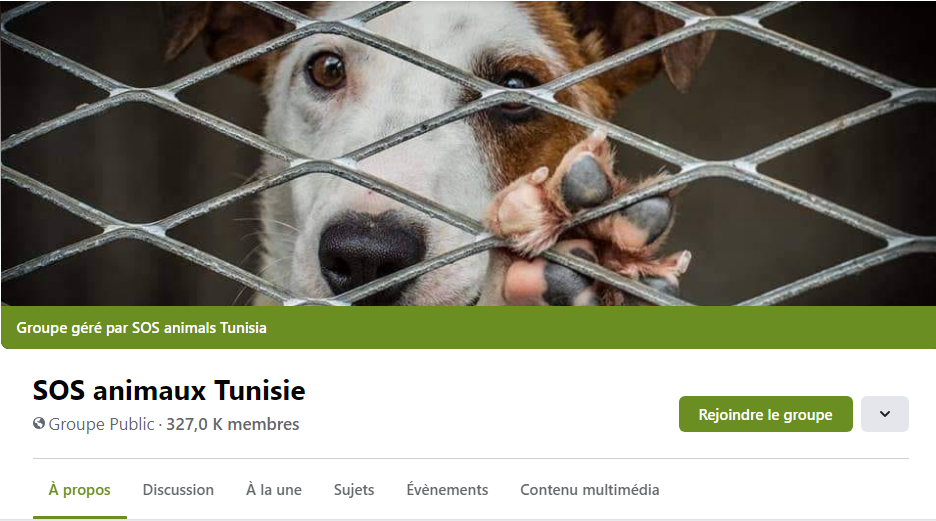 Groupe géré par SOS animals Tunisia
SOS animaux Tunisie
Groupe Public · 327,0 K membres
Rejoindre le groupe
À propos
Discussion
À la une
Sujets
Évènements
Contenu multimédia